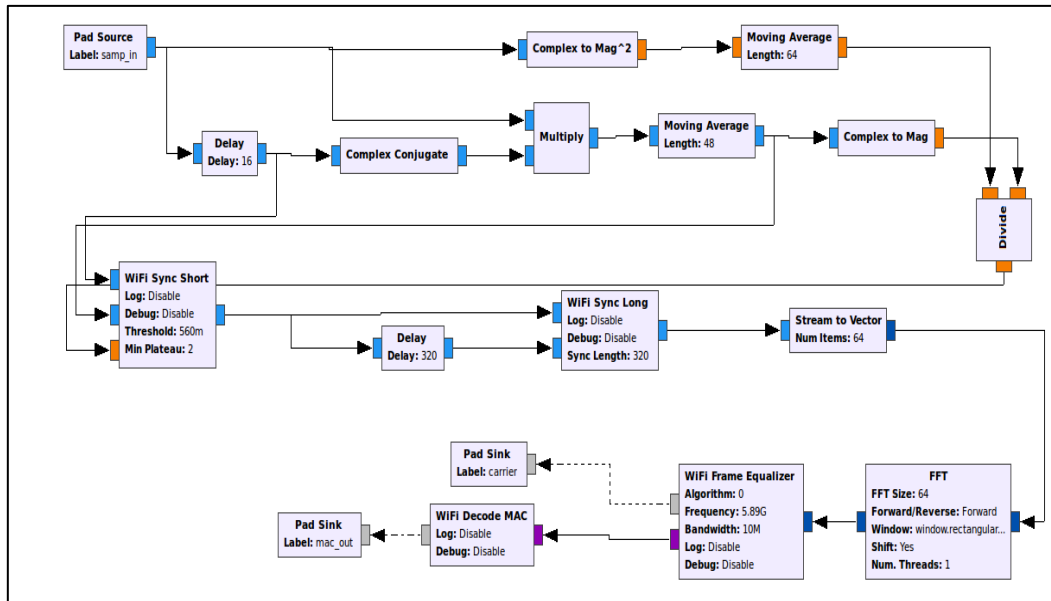 Pad Source
Label: samp_in
Complex to Mag^2
Moving Average
Length: 64
Delay
Delay: 16
Complex Conjugate
Multiply
Moving Average
Length: 48
Complex to Mag
Divide
WiFi Sync Short
Log: Disable
Debug: Disable
Threshold: 560m
Min Plateau: 2
Delay
Delay: 320
WiFi Sync Long
Log: Disable
Debug: Disable
Sync Length: 320
Stream to Vector
Num Items: 64
Pad Sink
Label: carrier
Pad Sink
Label: mac_out
WiFi Decode MAC
Log: Disable
Debug: Disable
WiFi Frame Equalizer
Algorithm: 0
Frequency: 5.89G
Bandwidth: 10M
Log: Disable
Debug: Disable
FFT
FFT Size: 64
Forward/Reverse: Forward
Window: window.rectangular...
Shift: Yes
Num. Threads: 1